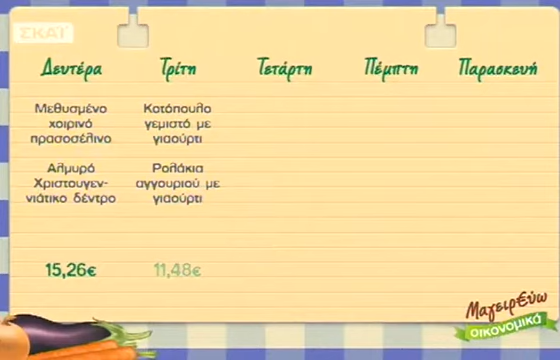 ΣΚΑΪ
Δευτέρα Τρίτη Τετάρτη Πέμπτη Παρασκευή
Μεθυσμένο
χοιρινό
πρασοσέλινο
Αλμυρό
Χριστουγεν-
νιάτικο δέντρο
15,26€
Κοτόπουλο
γεμιστό με
γιαούρτι
Ρολάκια
αγγουριού με
γιαούρτι
11,48€
Μαγειρεύω
οικονομικά